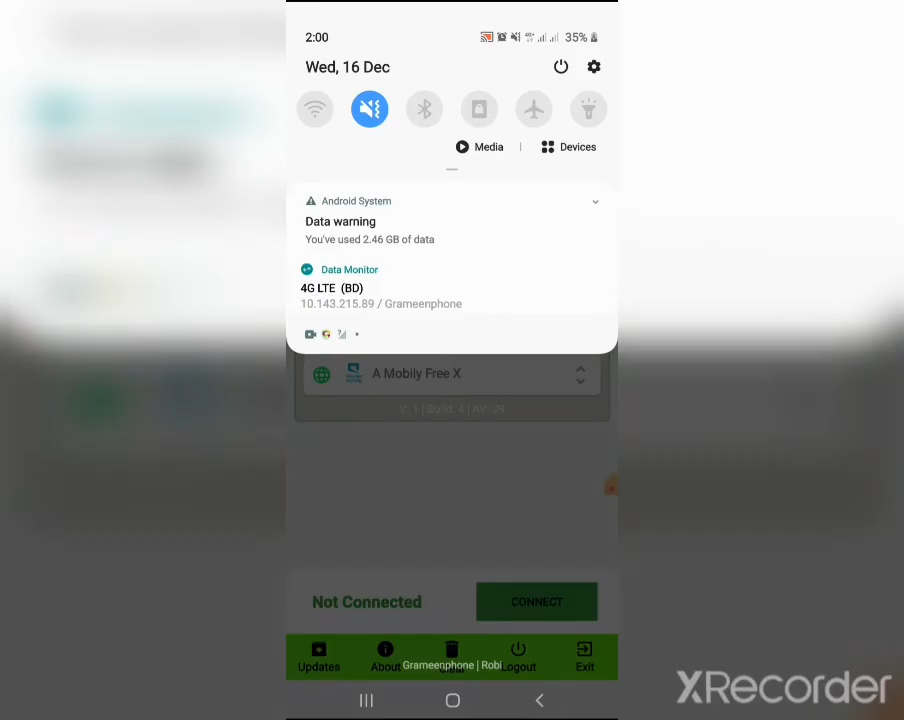 2:00
35%
Wed, 16 Dec
Media | Devices
Android System
Data warning
You've used 2.46 GB of data
Data Monitor
4G LTE (BD)
10.143.215.89 / Grameenphone
A Mobily Free X
V: 1 | Build: 4 | AV: 29
Not Connected
CONNECT
Updates
About
Clear
Logout
Exit
Grameenphone | Robi
XRecorder